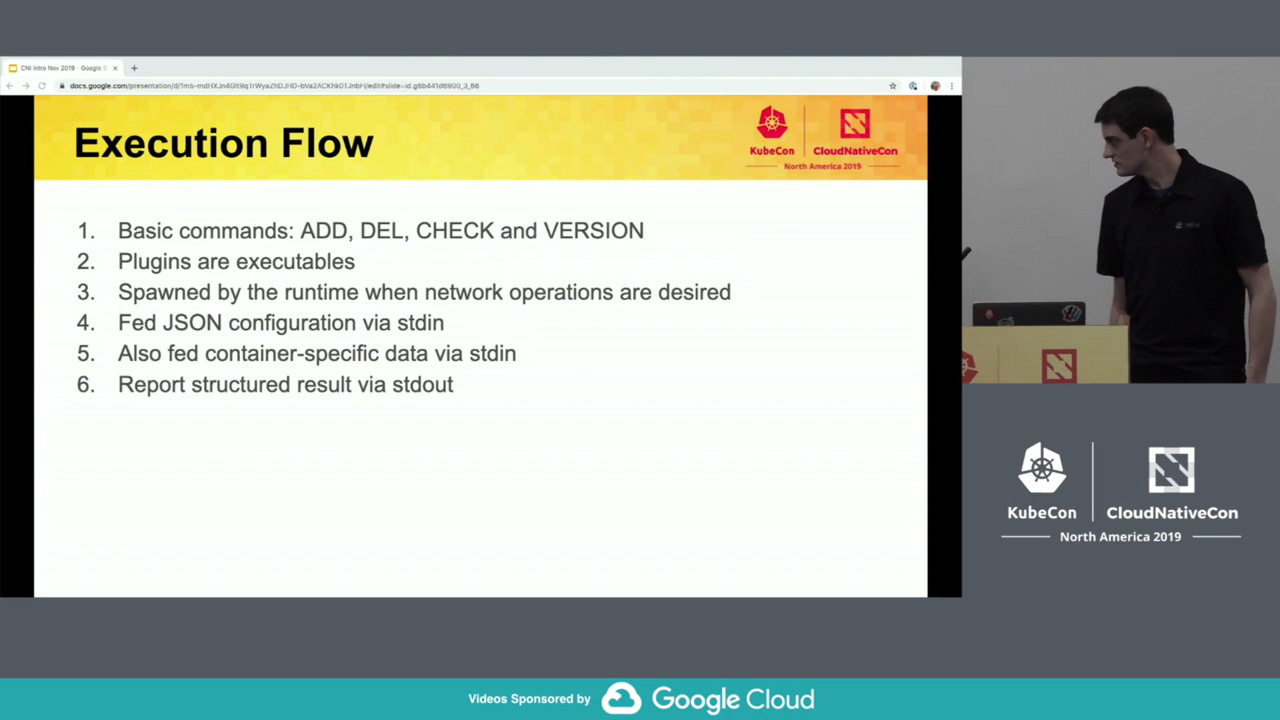 CNI Intro Nov 2019 - Google S
Execution Flow
KubeCon
CloudNativeCon
North America 2019
1. Basic commands: ADD, DEL, CHECK and VERSION
2. Plugins are executables
3. Spawned by the runtime when network operations are desired
4. Fed JSON configuration via stdin
5. Also fed container-specific data via stdin
6. Report structured result via stdout
KubeCon
CloudNativeCon
North America 2019
Videos Sponsored by
Google Cloud